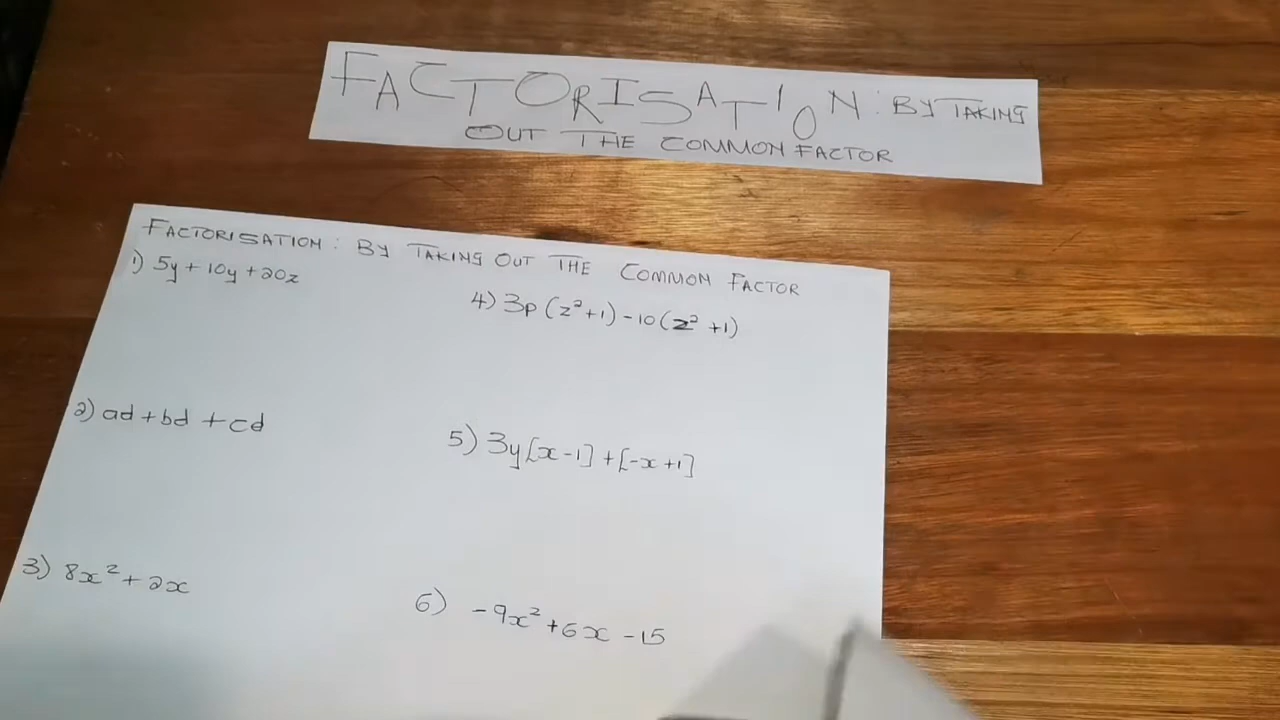 FACTORISATION: BY TAKING
OUT THE COMMON FACTOR
FACTORISATION: BY TAKING OUT THE COMMON FACTOR
1) 5y + 10y + 20z
2) ad + bd + cd
3) 8x² + 2x
4) 3p(z²+1) - 10(z²+1)
5) 3y[x-1] + [-x+1]
6) -9x² + 6x - 15